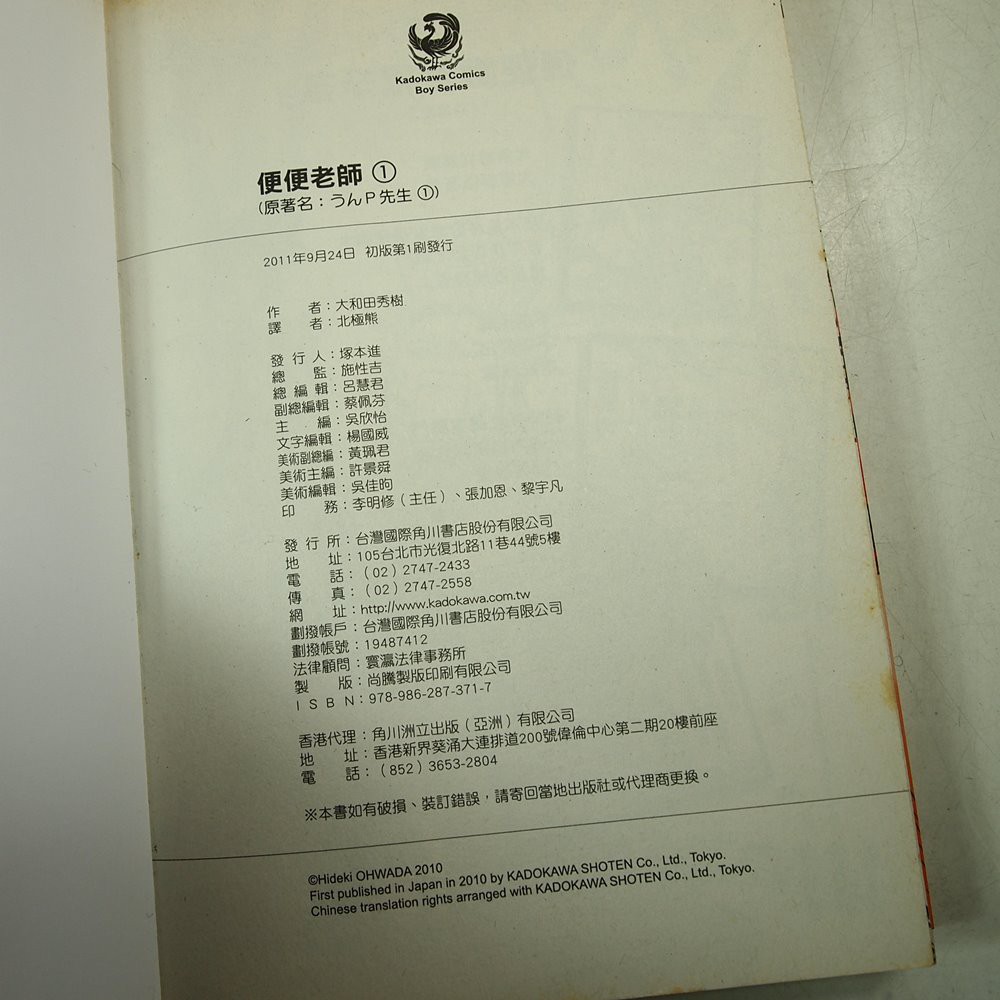 Kadokawa Comics
Boy Series
便便老師①
(原著名：うんP先生①)
2011年9月24日 初版第1刷發行
作 者：大和田秀樹
譯 者：北極熊
發行人：塚本進
總 監：施性吉
總編輯：呂慧君
副總編輯：蔡佩芬
主 編：吳欣怡
文字編輯：楊國威
美術副總編：黃珮君
美術主編：許景舜
美術編輯：吳佳昫
印 務：李明修（主任）、張加恩、黎宇凡
發行所：台灣國際角川書店股份有限公司
地 址：105台北市光復北路11巷44號5樓
電 話：（02）2747-2433
傳 真：（02）2747-2558
網 址：http://www.kadokawa.com.tw
劃撥帳戶：台灣國際角川書店股份有限公司
劃撥帳號：19487412
法律顧問：寰瀛法律事務所
製 版：尚騰製版印刷有限公司
ISBN：978-986-287-371-7
香港代理：角川洲立出版（亞洲）有限公司
地 址：香港新界葵涌大連排道200號偉倫中心第二期20樓前座
電 話：（852）3653-2804
※本書如有破損、裝訂錯誤，請寄回當地出版社或代理商更換。
©Hideki OHWADA 2010
First published in Japan in 2010 by KADOKAWA SHOTEN Co., Ltd., Tokyo.
Chinese translation rights arranged with KADOKAWA SHOTEN Co., Ltd., Tokyo.